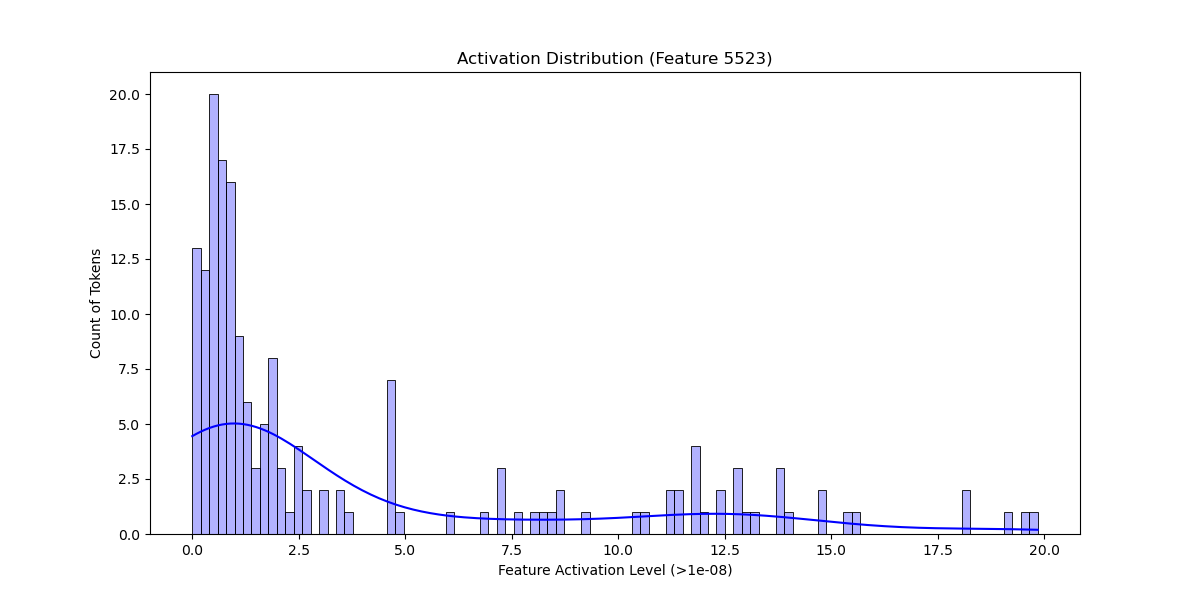 Activation Distribution (Feature 5523)
20.0
17.5
15.0
12.5
10.0
7.5
5.0
2.5
0.0
Count of Tokens
0.0 2.5 5.0 7.5 10.0 12.5 15.0 17.5 20.0
Feature Activation Level (>1e-08)